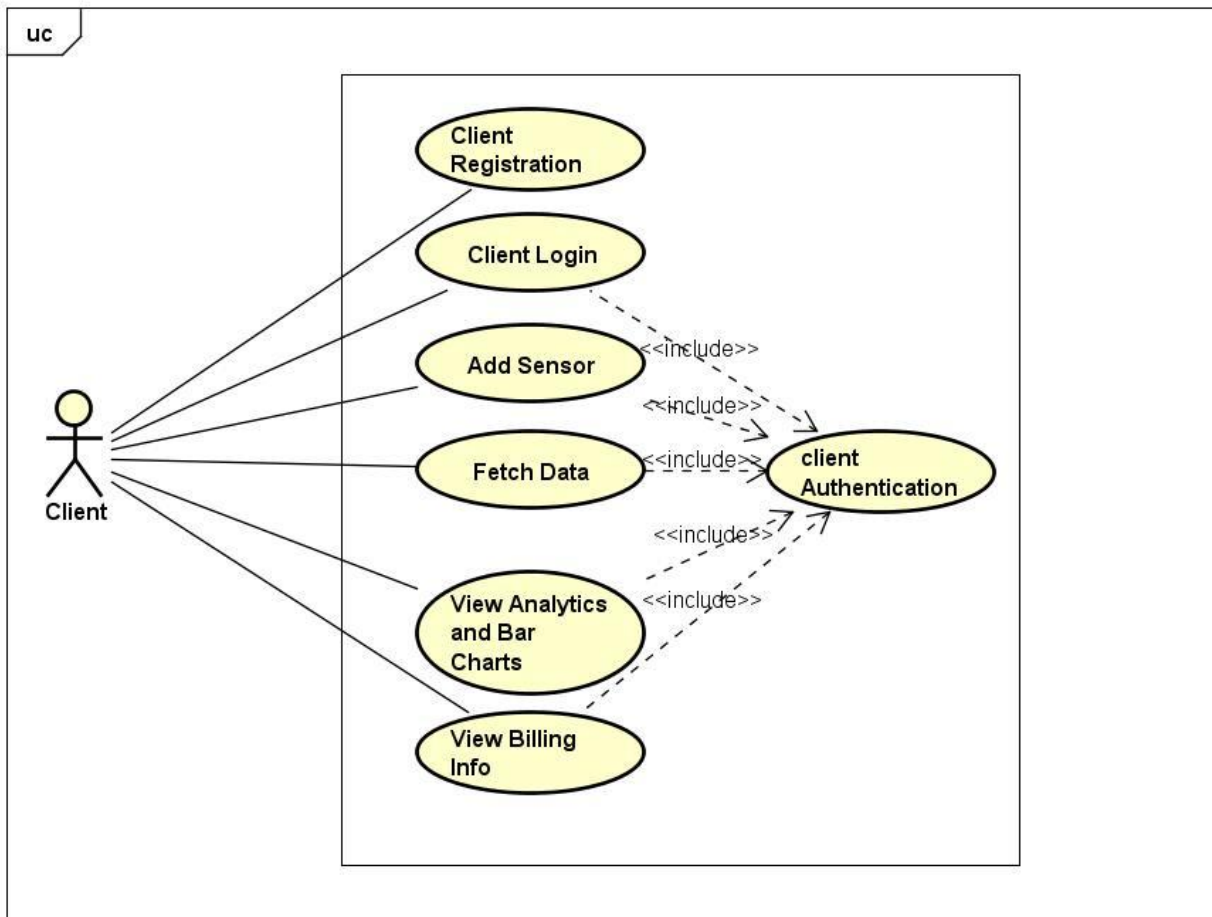 uc
Client
Registration
Client Login
<<include>>
Add Sensor
<<include>>
Fetch Data
<<include>>
client
Authentication
Client
<<include>>
View Analytics
and Bar
Charts
<<include>>
View Billing
Info